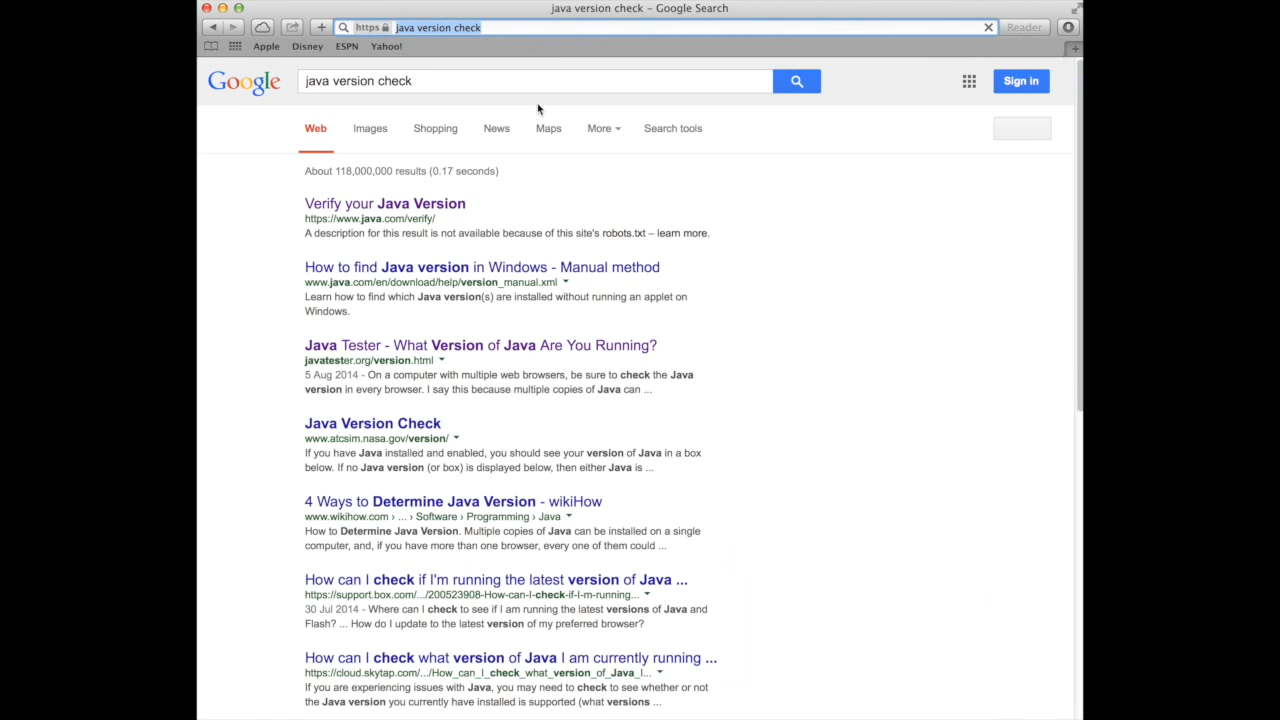 java version check – Google Search
https java version check
Reader
Apple Disney ESPN Yahoo!
Google java version check Sign in
Web Images Shopping News Maps More Search tools
About 118,000,000 results (0.17 seconds)
Verify your Java Version
https://www.java.com/verify/
A description for this result is not available because of this site's robots.txt – learn more.
How to find Java version in Windows - Manual method
www.java.com/en/download/help/version_manual.xml
Learn how to find which Java version(s) are installed without running an applet on
Windows.
Java Tester - What Version of Java Are You Running?
javatester.org/version.html
5 Aug 2014 - On a computer with multiple web browsers, be sure to check the Java
version in every browser. I say this because multiple copies of Java can ...
Java Version Check
www.atcsim.nasa.gov/version/
If you have Java installed and enabled, you should see your version of Java in a box
below. If no Java version (or box) is displayed below, then either Java is ...
4 Ways to Determine Java Version - wikiHow
www.wikihow.com › ... › Software › Programming › Java
How to Determine Java Version. Multiple copies of Java can be installed on a single
computer, and, if you have more than one browser, every one of them could ...
How can I check if I'm running the latest version of Java ...
https://support.box.com/.../200523908-How-can-I-check-if-I-m-running...
30 Jul 2014 - Where can I check to see if I am running the latest versions of Java and
Flash? ... How do I update to the latest version of my preferred browser?
How can I check what version of Java I am currently running ...
https://cloud.skytap.com/.../How_can_I_check_what_version_of_Java_I...
If you are experiencing issues with Java, you may need to check to see whether or not
the Java version you currently have installed is supported (what versions ...